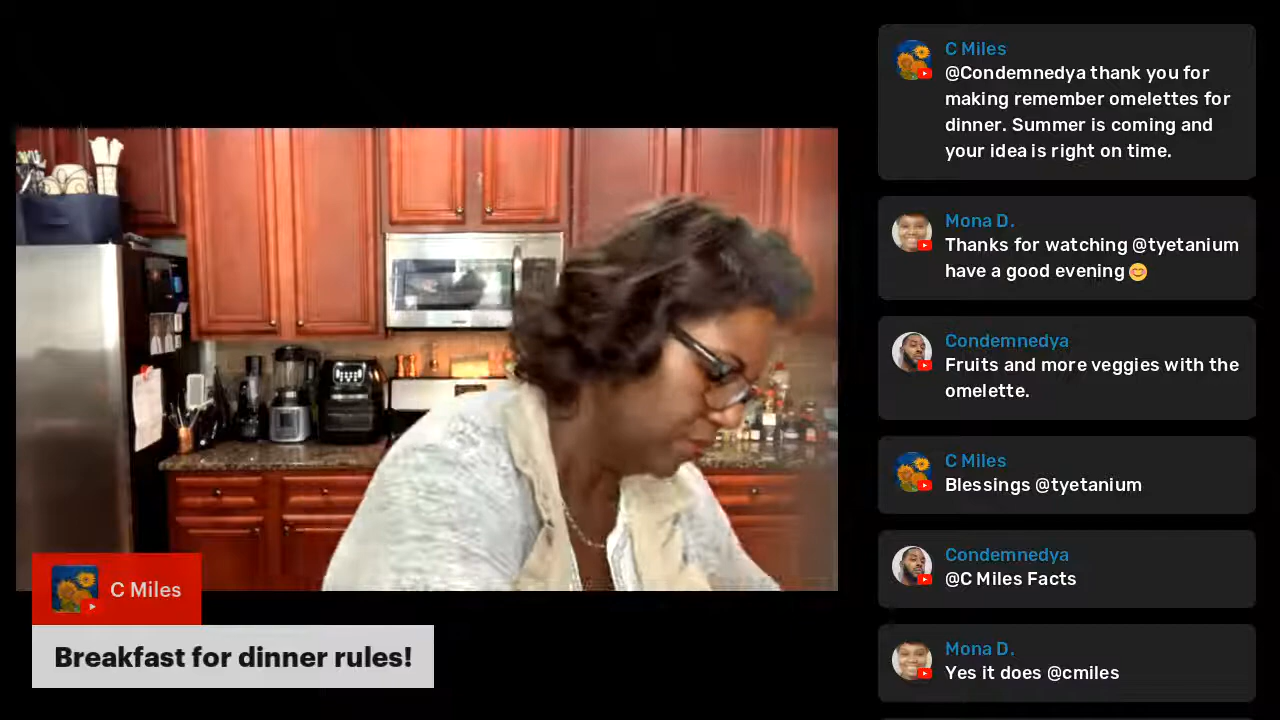 C Miles
@Condemnedya thank you for
making remember omelettes for
dinner. Summer is coming and
your idea is right on time.
Mona D.
Thanks for watching @tyetanium
have a good evening😊
Condemnedya
Fruits and more veggies with the
omelette.
C Miles
Blessings @tyetanium
Condemnedya
@C Miles Facts
Mona D.
Yes it does @cmiles
C Miles
Breakfast for dinner rules!